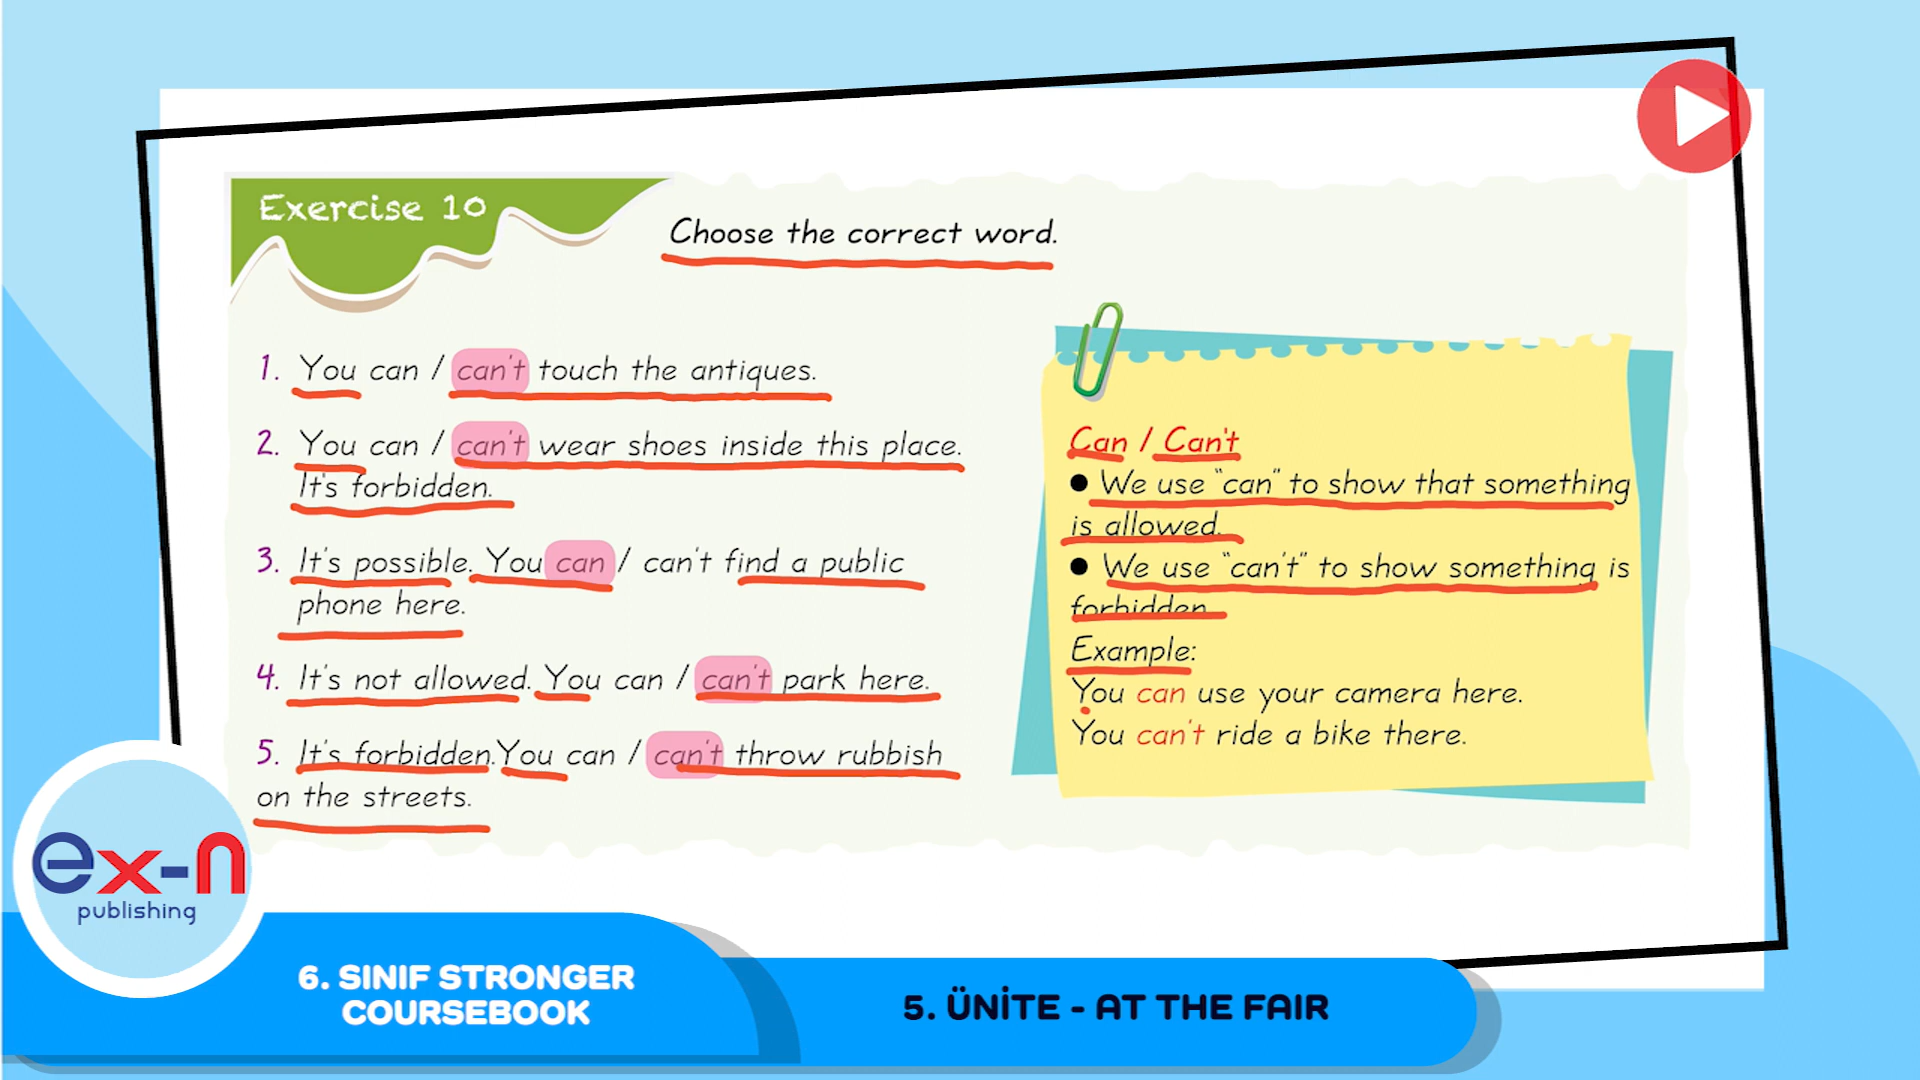 Exercise 10
Choose the correct word.
1. You can / can't touch the antiques.
2. You can / can't wear shoes inside this place.
It's forbidden.
3. It's possible. You can / can't find a public
phone here.
4. It's not allowed. You can / can't park here.
5. It's forbidden.You can / can't throw rubbish
on the streets.
Can / Can't
● We use "can" to show that something
is allowed.
● We use "can't" to show something is
forbidden.
Example:
You can use your camera here.
You can't ride a bike there.
ex-n
publishing
6. SINIF STRONGER
COURSEBOOK
5. ÜNİTE - AT THE FAIR